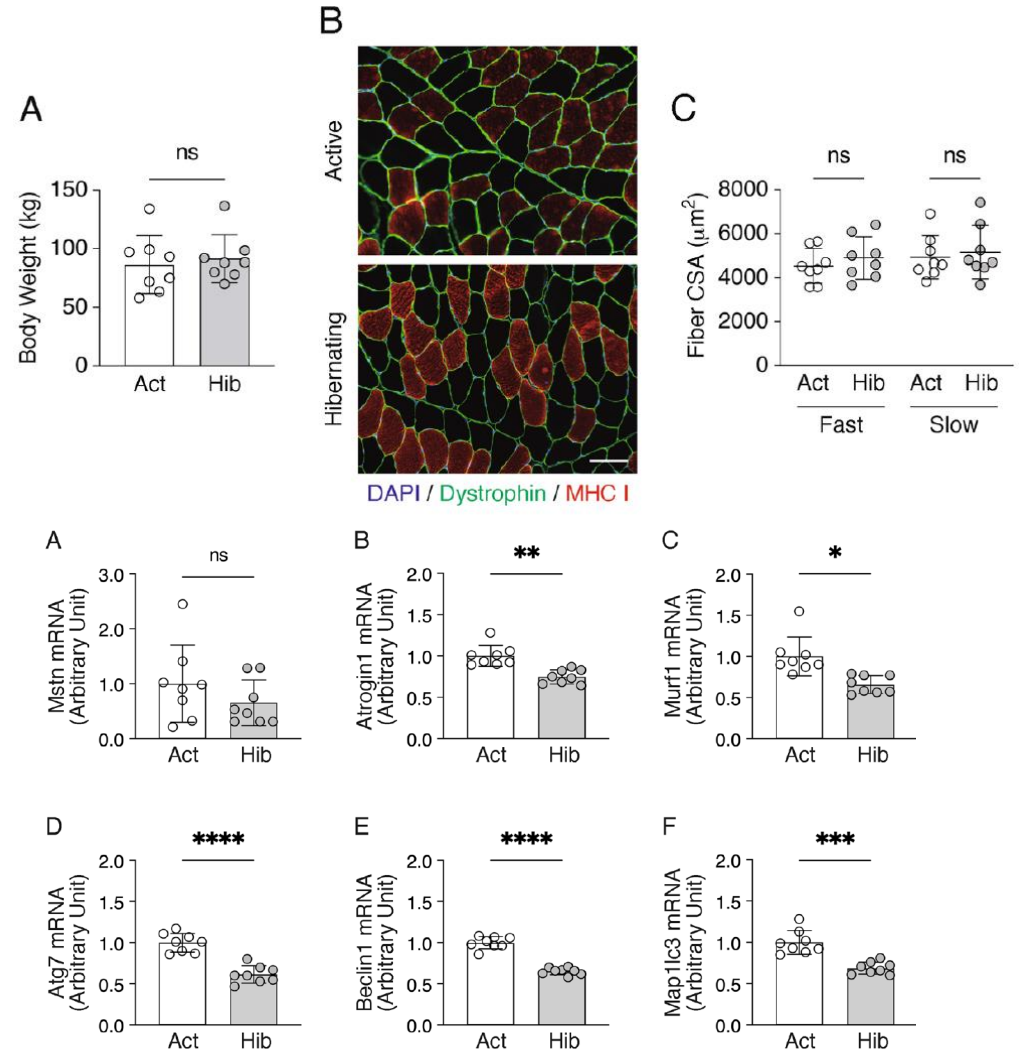 A
ns
Body Weight (kg)
150
100
50
0
Act Hib
B
Active
Hibernating
DAPI / Dystrophin / MHC I
C
ns ns
Fiber CSA (μm²)
8000
6000
4000
2000
0
Act Hib Act Hib
Fast Slow
A
ns
Mstn mRNA
(Arbitrary Unit)
3.0
2.0
1.0
0.0
Act Hib
B
**
Atrogin1 mRNA
(Arbitrary Unit)
2.0
1.5
1.0
0.5
0.0
Act Hib
C
*
Murf1 mRNA
(Arbitrary Unit)
2.0
1.5
1.0
0.5
0.0
Act Hib
D
****
Atg7 mRNA
(Arbitrary Unit)
2.0
1.5
1.0
0.5
0.0
Act Hib
E
****
Beclin1 mRNA
(Arbitrary Unit)
2.0
1.5
1.0
0.5
0.0
Act Hib
F
***
Map1lc3 mRNA
(Arbitrary Unit)
2.0
1.5
1.0
0.5
0.0
Act Hib